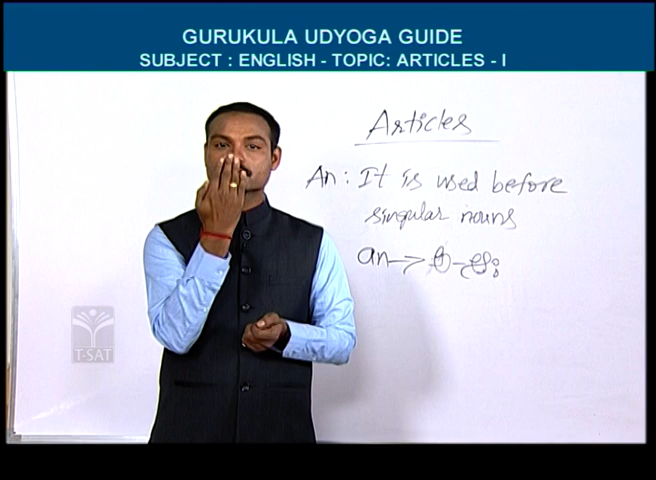 GURUKULA UDYOGA GUIDE
SUBJECT : ENGLISH - TOPIC: ARTICLES - I
Articles
An : It is used before
singular nouns
an → అ - అః
T-SAT